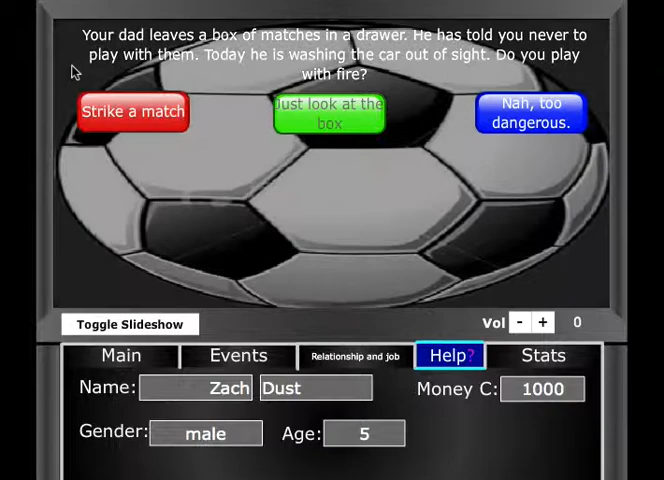 Your dad leaves a box of matches in a drawer. He has told you never to
play with them. Today he is washing the car out of sight. Do you play
with fire?
Strike a match
Just look at the
box
Nah, too
dangerous.
Toggle Slideshow
Vol - + 0
Main Events Relationship and job Help? Stats
Name: Zach Dust Money C: 1000
Gender: male Age: 5